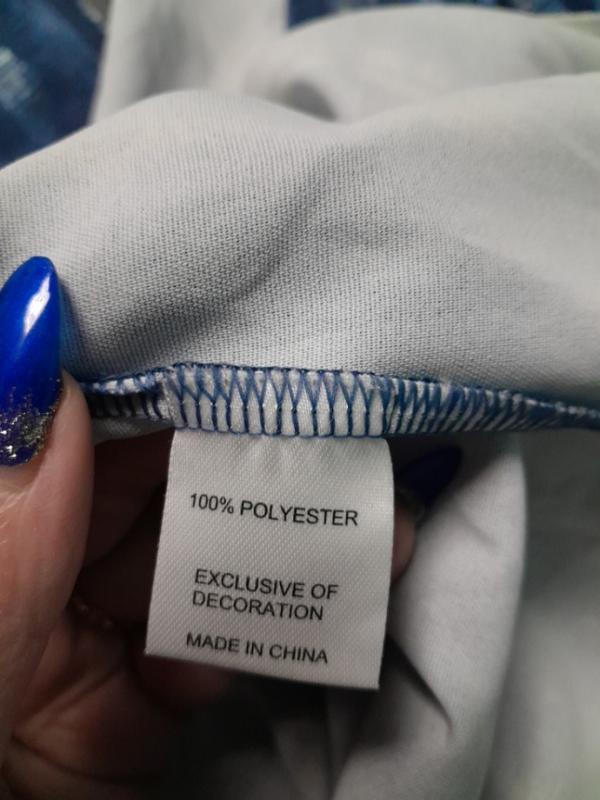 100% POLYESTER
EXCLUSIVE OF
DECORATION
MADE IN CHINA